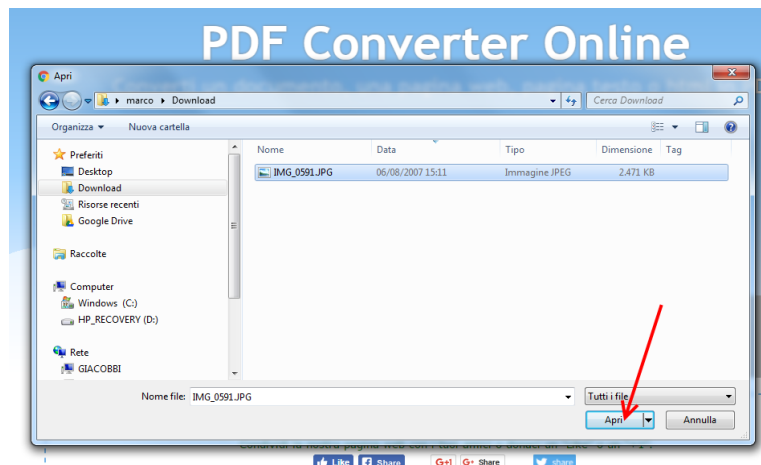 PDF Converter Online
Apri
marco ▸ Download
Cerca Download
Organizza ▾ Nuova cartella
Nome Data Tipo Dimensione Tag
Preferiti
IMG_0591.JPG 06/08/2007 15:11 Immagine JPEG 2.471 KB
Desktop
Download
Risorse recenti
Google Drive
Raccolte
Computer
Windows (C:)
HP_RECOVERY (D:)
Rete
GIACOBBI
Nome file: IMG_0591.JPG Tutti i file
Apri Annulla
Like Share G+1 G+ Share share